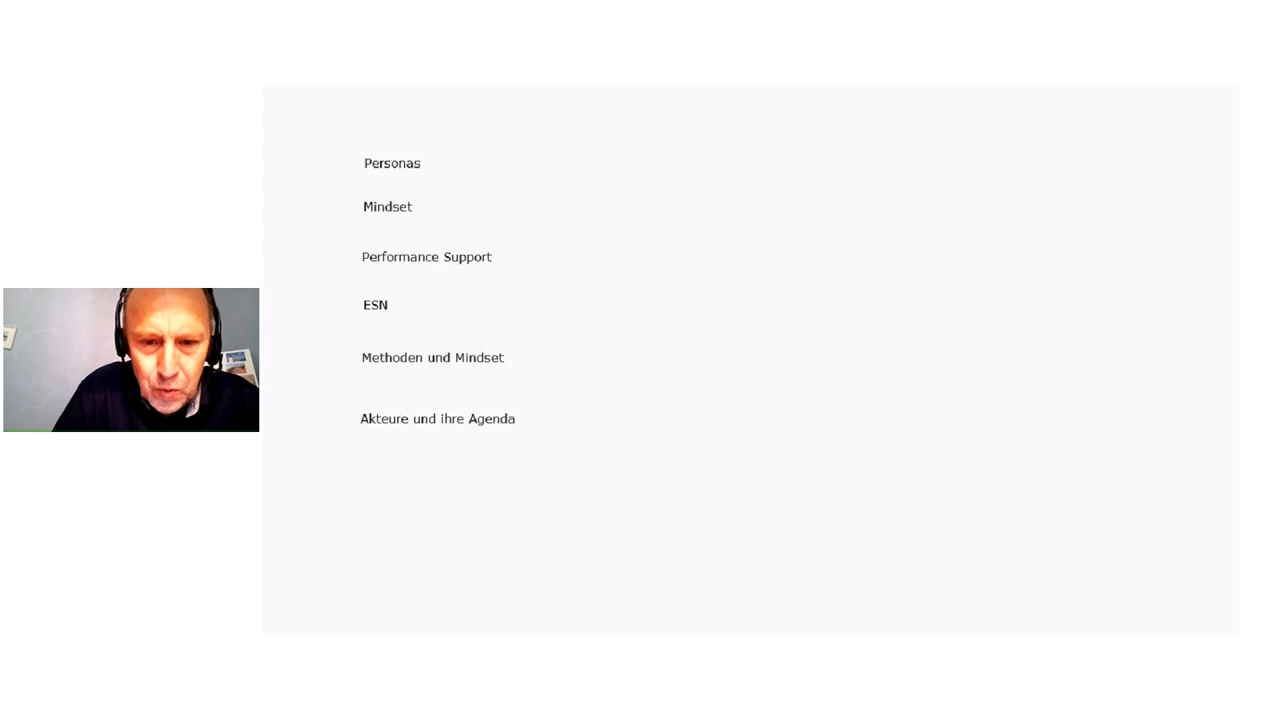 Personas
Mindset
Performance Support
ESN
Methoden und Mindset
Akteure und ihre Agenda